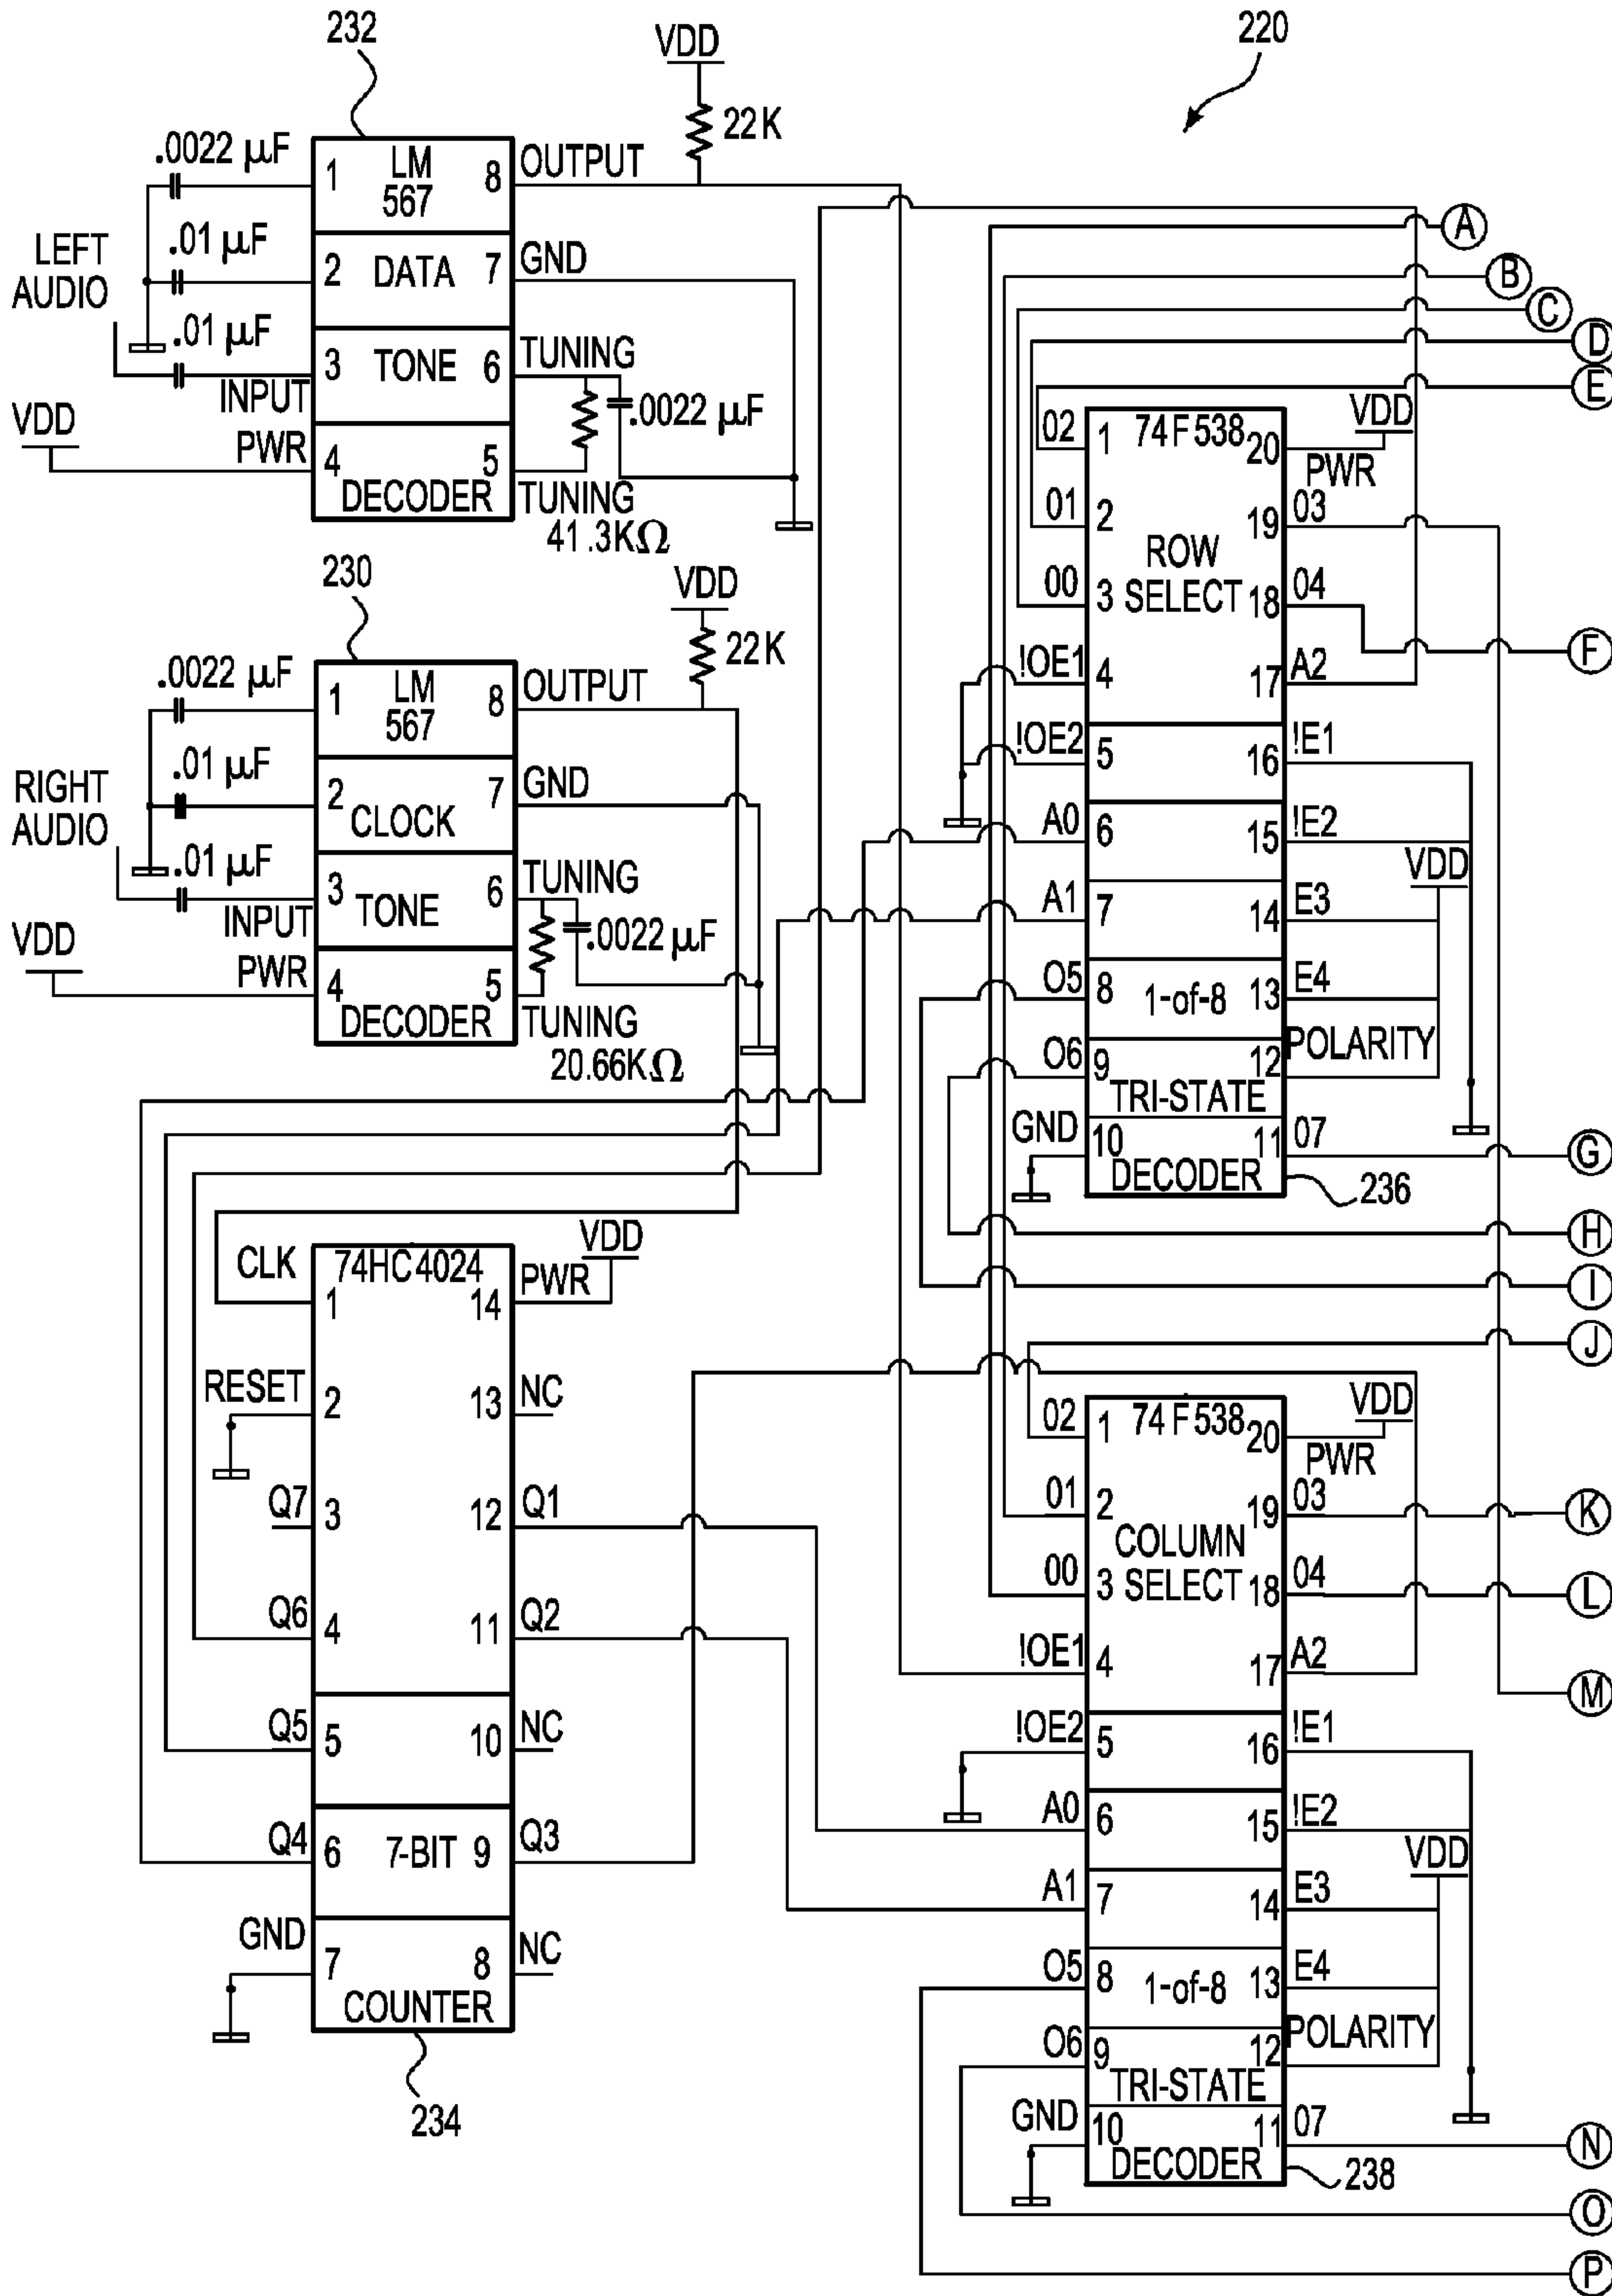 232
VDD
220
22K
.0022 µF
1
LM
567
8
OUTPUT
LEFT
AUDIO
.01 µF
2
DATA
7
GND
.01 µF
3
TONE
6
TUNING
INPUT
.0022 µF
VDD
PWR
4
5
DECODER
TUNING
41.3KΩ
230
VDD
22K
.0022 µF
1
LM
567
8
OUTPUT
RIGHT
AUDIO
.01 µF
2
CLOCK
7
GND
.01 µF
3
TONE
6
TUNING
INPUT
.0022 µF
VDD
PWR
4
5
DECODER
TUNING
20.66KΩ
CLK
1
74HC4024
14
PWR
VDD
RESET
2
13
NC
Q7
3
12
Q1
Q6
4
11
Q2
Q5
5
10
NC
Q4
6
7-BIT
9
Q3
GND
7
8
NC
COUNTER
234
A
B
C
D
E
02
1
74F538
20
VDD
PWR
01
2
19
03
ROW
SELECT
00
3
18
04
F
!OE1
4
17
A2
!OE2
5
16
!E1
A0
6
15
!E2
VDD
A1
7
14
E3
O5
8
1-of-8
13
E4
O6
9
12
POLARITY
TRI-STATE
GND
10
11
07
G
DECODER
236
H
I
J
02
1
74F538
20
VDD
PWR
01
2
19
03
K
COLUMN
SELECT
00
3
18
04
L
!OE1
4
17
A2
M
!OE2
5
16
!E1
A0
6
15
!E2
VDD
A1
7
14
E3
O5
8
1-of-8
13
E4
O6
9
12
POLARITY
TRI-STATE
GND
10
11
07
N
DECODER
238
O
P